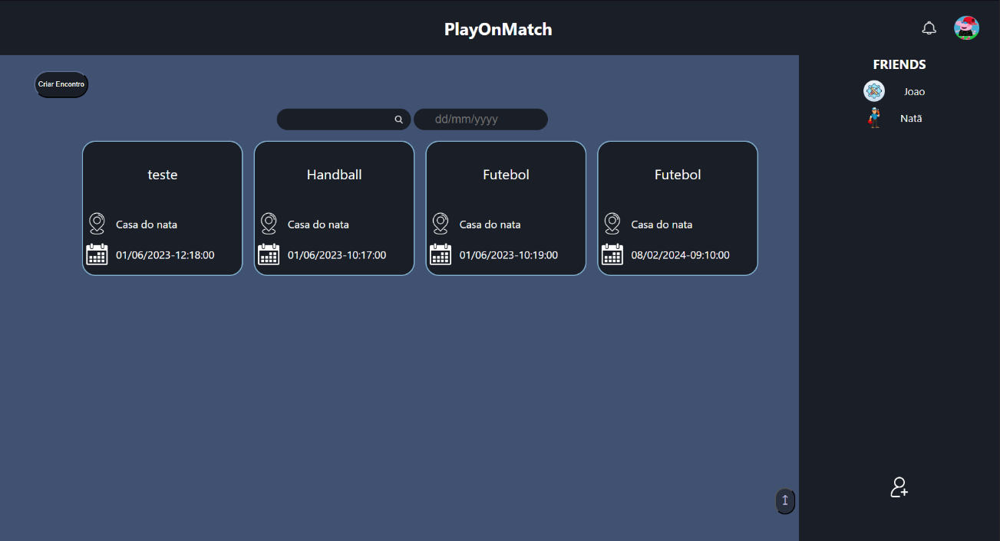 PlayOnMatch
FRIENDS
Joao
Natã
Criar Encontro
dd/mm/yyyy
teste
Casa do nata
01/06/2023-12:18:00
Handball
Casa do nata
01/06/2023-10:17:00
Futebol
Casa do nata
01/06/2023-10:19:00
Futebol
Casa do nata
08/02/2024-09:10:00